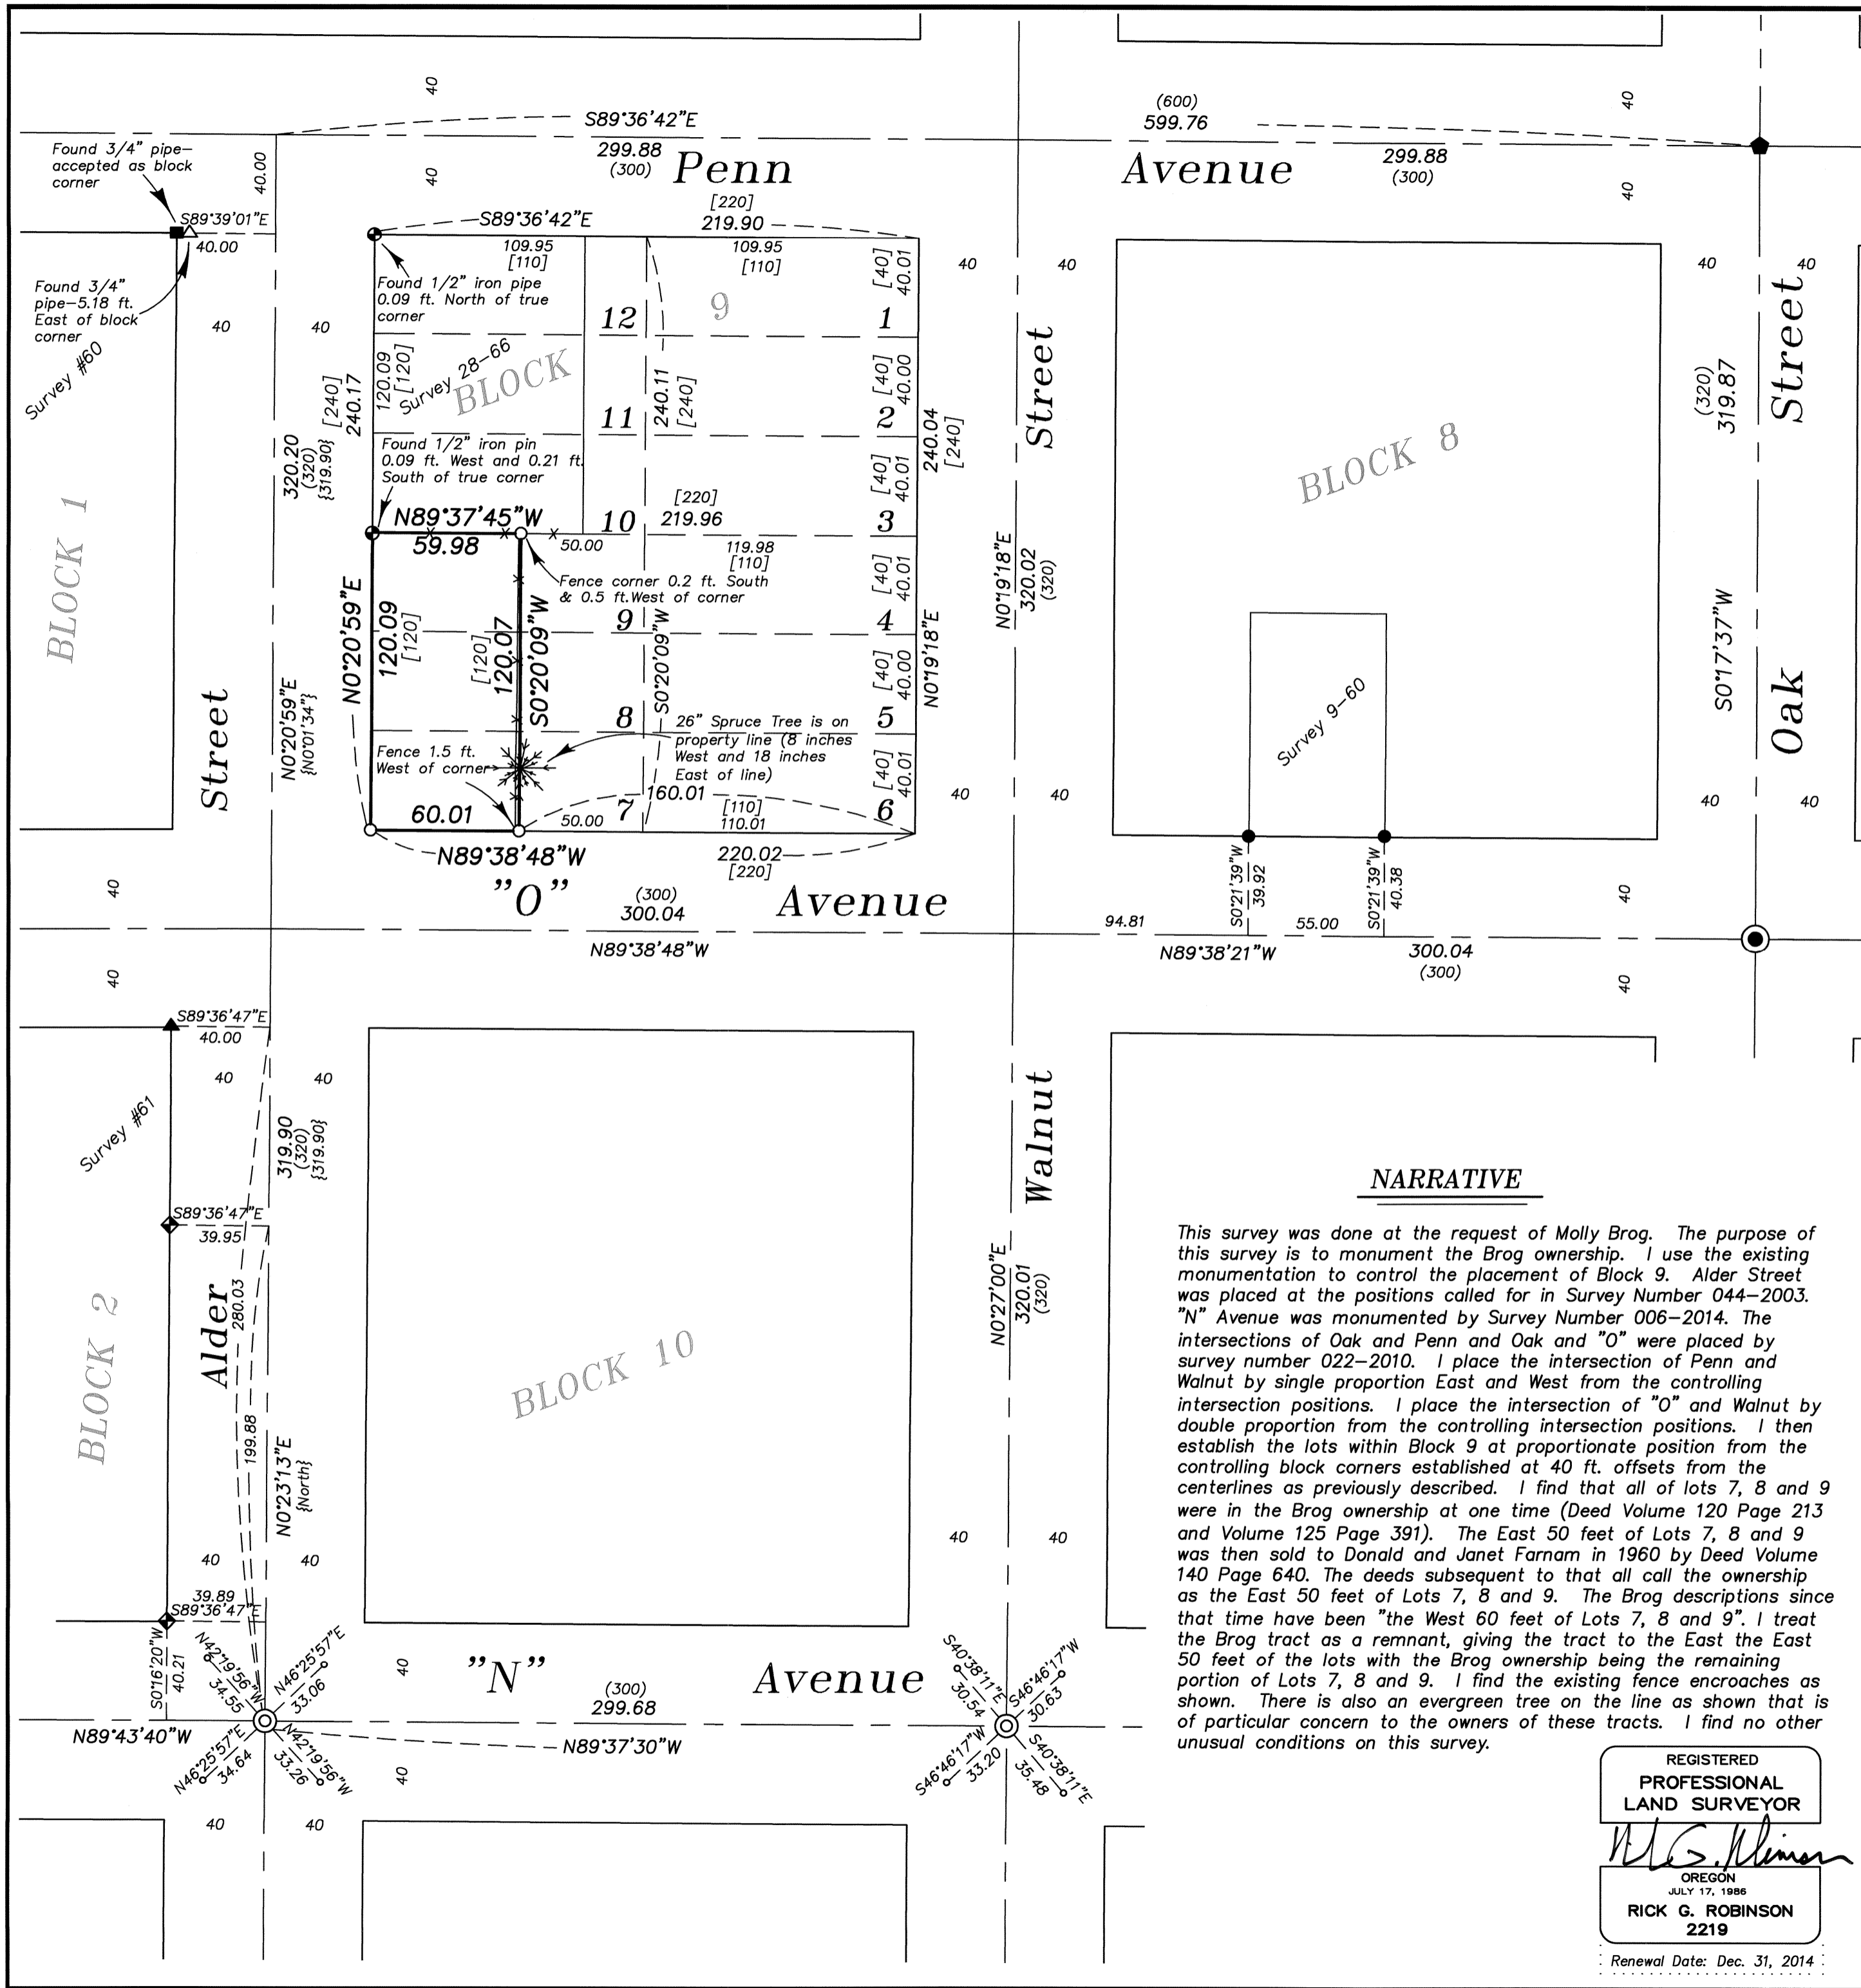 40
40
S89°36'42"E
299.88
(300)
Penn
Avenue
(600)
599.76
299.88
(300)
40
40
Found 3/4" pipe–
accepted as block
corner
40.00
S89°39'01"E
40.00
Found 3/4"
pipe–5.18 ft.
East of block
corner
Survey #60
40
40
S89°36'42"E
[220]
219.90
109.95
[110]
109.95
[110]
Found 1/2" iron pipe
0.09 ft. North of true
corner
BLOCK
9
Survey 28–66
120.09
[120]
[240]
240.17
320.20
(320)
{319.90}
240.11
[240]
12
11
10
9
8
7
1
2
3
4
5
6
[40]
40.01
[40]
40.00
[40]
40.01
[40]
40.01
[40]
40.00
[40]
40.01
240.04
[240]
40
40
Street
BLOCK 8
(320)
319.87
40
40
Street
Found 1/2" iron pin
0.09 ft. West and 0.21 ft.
South of true corner
N89°37'45"W
59.98
[220]
219.96
50.00
119.98
[110]
Fence corner 0.2 ft. South
& 0.5 ft.West of corner
BLOCK 1
N0°20'59"E
120.09
[120]
[120]
120.07
S0°20'09"W
S0°20'09"W
N0°19'18"E
N0°19'18"E
320.02
(320)
Survey 9–60
S0°17'37"W
Oak
Street
N0°20'59"E
{N0°01'34"}
26" Spruce Tree is on
property line (8 inches
West and 18 inches
East of line)
Fence 1.5 ft.
West of corner
60.01
50.00
160.01
[110]
110.01
N89°38'48"W
220.02
[220]
40
40
40
40
S0°21'39"W
39.92
S0°21'39"W
40.38
40
"O"
Avenue
(300)
300.04
N89°38'48"W
94.81
55.00
N89°38'21"W
300.04
(300)
40
40
40
S89°36'47"E
40.00
40
40
Survey #61
319.90
(320)
{319.90}
S89°36'47"E
39.95
Alder
280.03
199.88
BLOCK 2
N0°23'13"E
{North}
BLOCK 10
Walnut
N0°27'00"E
320.01
(320)
40
40
40
40
39.89
S89°36'47"E
S0°16'20"W
40.21
N42°19'56"W
34.55
N46°25'57"E
33.06
40
"N"
Avenue
(300)
299.68
S40°38'11"E
30.54
S46°46'17"W
30.63
N89°43'40"W
N46°25'57"E
34.64
N42°19'56"W
33.26
N89°37'30"W
40
S46°46'17"W
33.20
S40°38'11"E
35.48
40
40
NARRATIVE
This survey was done at the request of Molly Brog. The purpose of
this survey is to monument the Brog ownership. I use the existing
monumentation to control the placement of Block 9. Alder Street
was placed at the positions called for in Survey Number 044–2003.
"N" Avenue was monumented by Survey Number 006–2014. The
intersections of Oak and Penn and Oak and "O" were placed by
survey number 022–2010. I place the intersection of Penn and
Walnut by single proportion East and West from the controlling
intersection positions. I place the intersection of "O" and Walnut by
double proportion from the controlling intersection positions. I then
establish the lots within Block 9 at proportionate position from the
controlling block corners established at 40 ft. offsets from the
centerlines as previously described. I find that all of lots 7, 8 and 9
were in the Brog ownership at one time (Deed Volume 120 Page 213
and Volume 125 Page 391). The East 50 feet of Lots 7, 8 and 9
was then sold to Donald and Janet Farnam in 1960 by Deed Volume
140 Page 640. The deeds subsequent to that all call the ownership
as the East 50 feet of Lots 7, 8 and 9. The Brog descriptions since
that time have been "the West 60 feet of Lots 7, 8 and 9". I treat
the Brog tract as a remnant, giving the tract to the East the East
50 feet of the lots with the Brog ownership being the remaining
portion of Lots 7, 8 and 9. I find the existing fence encroaches as
shown. There is also an evergreen tree on the line as shown that is
of particular concern to the owners of these tracts. I find no other
unusual conditions on this survey.
REGISTERED
PROFESSIONAL
LAND SURVEYOR
OREGON
JULY 17, 1986
RICK G. ROBINSON
2219
Renewal Date: Dec. 31, 2014